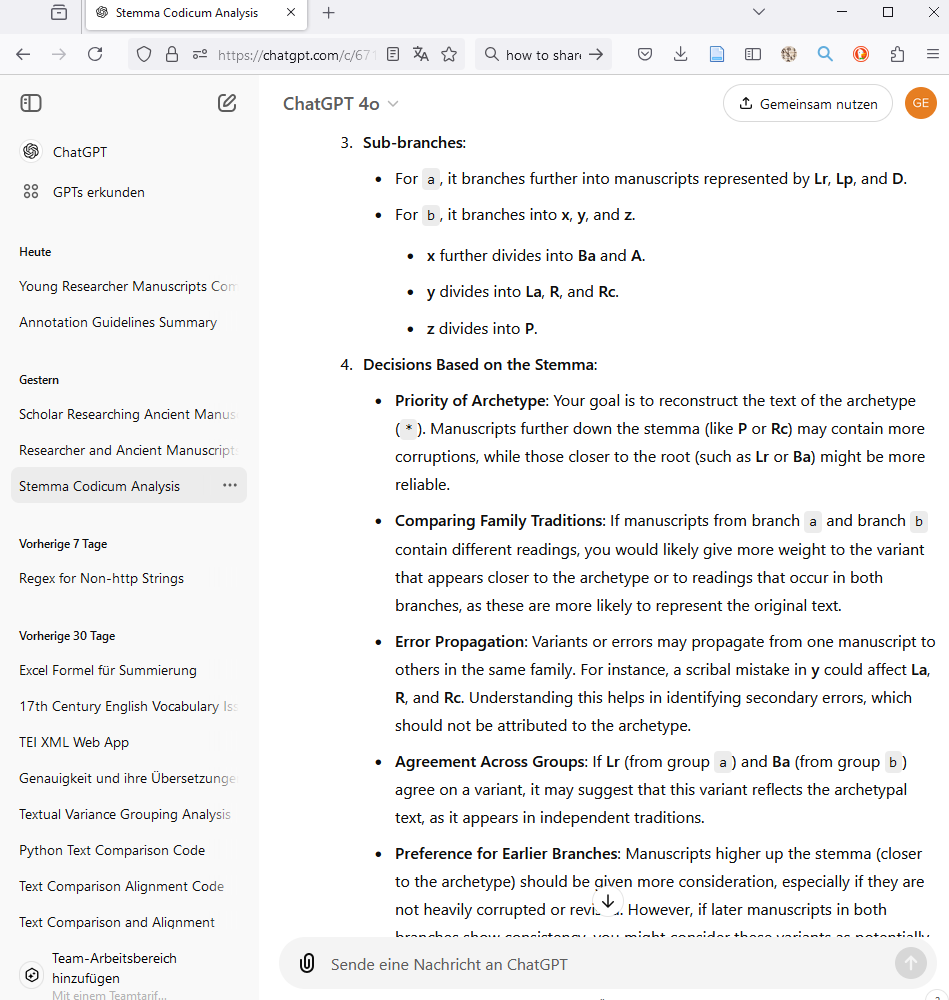 Stemma Codicum Analysis
https://chatgpt.com/c/671
how to share
ChatGPT
GPTs erkunden
Heute
Young Researcher Manuscripts Com
Annotation Guidelines Summary
Gestern
Scholar Researching Ancient Manus
Researcher and Ancient Manuscript
Stemma Codicum Analysis
Vorherige 7 Tage
Regex for Non-http Strings
Vorherige 30 Tage
Excel Formel für Summierung
17th Century English Vocabulary Iss
TEI XML Web App
Genauigkeit und ihre Übersetzunge
Textual Variance Grouping Analysis
Python Text Comparison Code
Text Comparison Alignment Code
Text Comparison and Alignment
Team-Arbeitsbereich
hinzufügen
Mit einem Teamtarif...
ChatGPT 4o
Gemeinsam nutzen
GE
3. Sub-branches:
• For a, it branches further into manuscripts represented by Lr, Lp, and D.
• For b, it branches into x, y, and z.
• x further divides into Ba and A.
• y divides into La, R, and Rc.
• z divides into P.
4. Decisions Based on the Stemma:
• Priority of Archetype: Your goal is to reconstruct the text of the archetype
(*). Manuscripts further down the stemma (like P or Rc) may contain more
corruptions, while those closer to the root (such as Lr or Ba) might be more
reliable.
• Comparing Family Traditions: If manuscripts from branch a and branch b
contain different readings, you would likely give more weight to the variant
that appears closer to the archetype or to readings that occur in both
branches, as these are more likely to represent the original text.
• Error Propagation: Variants or errors may propagate from one manuscript to
others in the same family. For instance, a scribal mistake in y could affect La,
R, and Rc. Understanding this helps in identifying secondary errors, which
should not be attributed to the archetype.
• Agreement Across Groups: If Lr (from group a) and Ba (from group b)
agree on a variant, it may suggest that this variant reflects the archetypal
text, as it appears in independent traditions.
• Preference for Earlier Branches: Manuscripts higher up the stemma (closer
to the archetype) should be given more consideration, especially if they are
not heavily corrupted or However, if later manuscripts in both
branches show consistency, you might consider these variants as potentially
Sende eine Nachricht an ChatGPT